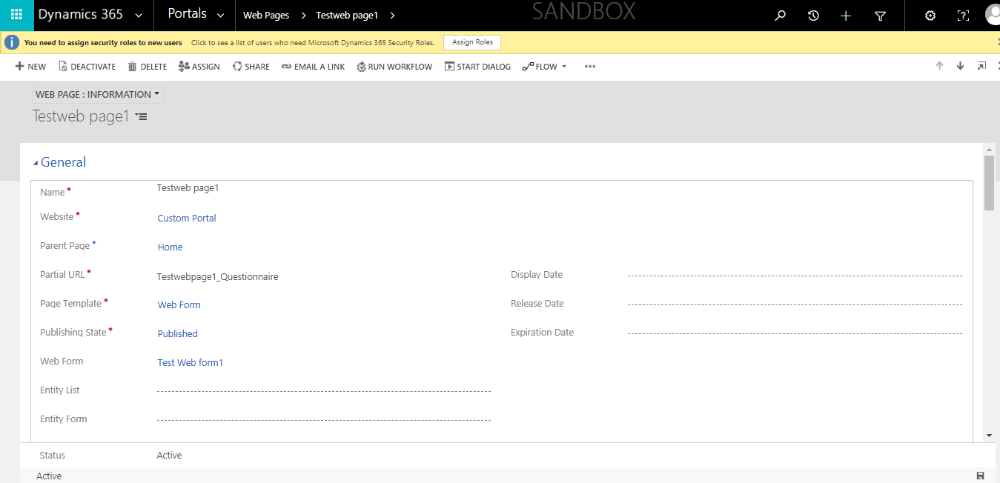 Dynamics 365 Portals Web Pages Testweb page1 SANDBOX
You need to assign security roles to new users Click to see a list of users who need Microsoft Dynamics 365 Security Roles. Assign Roles
NEW DEACTIVATE DELETE ASSIGN SHARE EMAIL A LINK RUN WORKFLOW START DIALOG FLOW
WEB PAGE : INFORMATION
Testweb page1
General
Name* Testweb page1
Website* Custom Portal
Parent Page+ Home
Partial URL* Testwebpage1_Questionnaire Display Date
Page Template* Web Form Release Date
Publishing State* Published Expiration Date
Web Form Test Web form1
Entity List
Entity Form
Status Active
Active